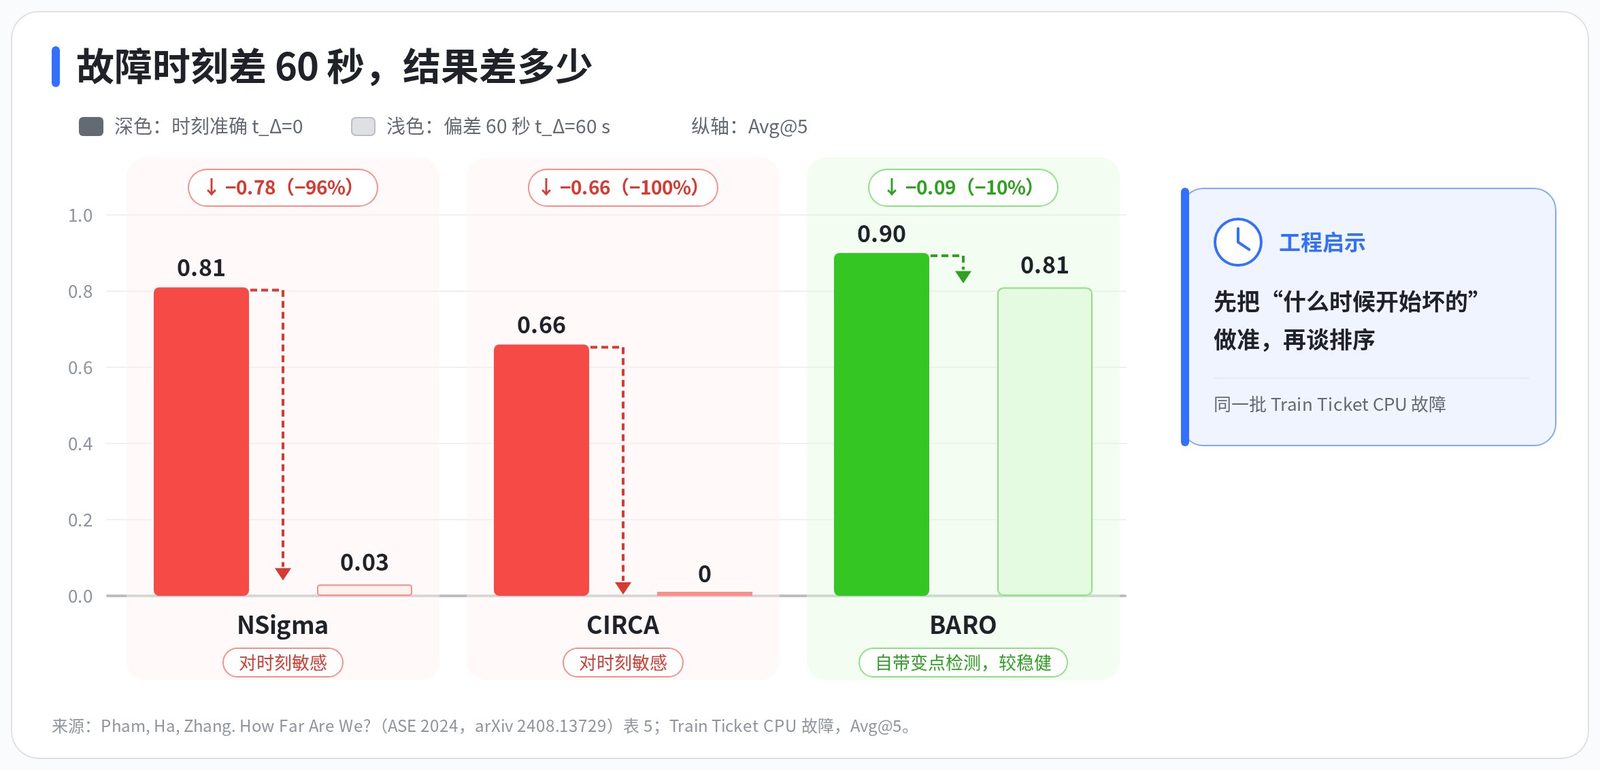 故障时刻差 60 秒，结果差多少
深色：时刻准确 t_Δ=0
浅色：偏差 60 秒 t_Δ=60 s
纵轴：Avg@5
↓ −0.78（−96%）
↓ −0.66（−100%）
↓ −0.09（−10%）
1.0
0.8
0.6
0.4
0.2
0.0
0.81
0.03
0.66
0
0.90
0.81
NSigma
CIRCA
BARO
对时刻敏感
对时刻敏感
自带变点检测，较稳健
工程启示
先把“什么时候开始坏的”
做准，再谈排序
同一批 Train Ticket CPU 故障
来源：Pham, Ha, Zhang. How Far Are We?（ASE 2024，arXiv 2408.13729）表 5；Train Ticket CPU 故障，Avg@5。